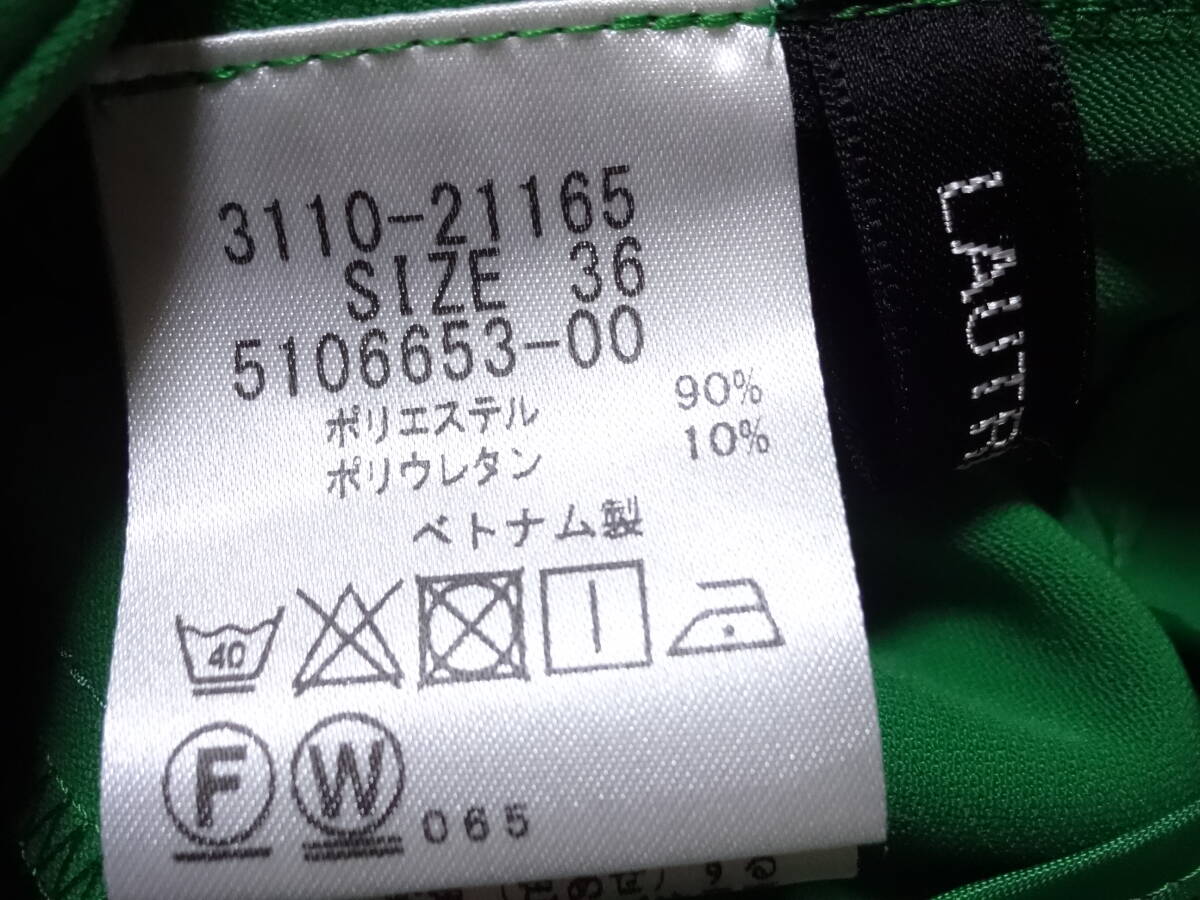 3110-21165
SIZE 36
5106653-00
ポリエステル 90%
ポリウレタン 10%
ベトナム製
40
F W 065
LAUTR